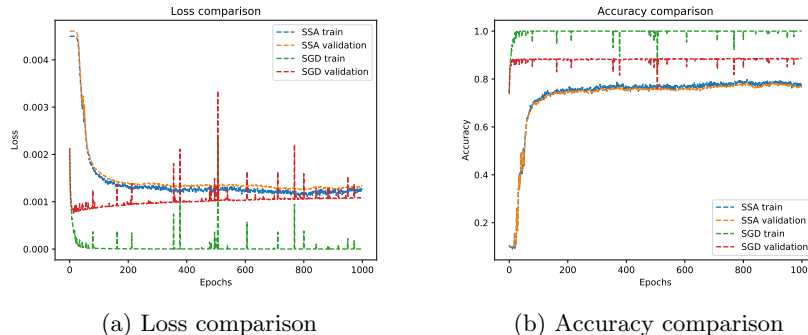 Loss comparison
SSA train
SSA validation
SGD train
SGD validation
0.004
0.003
0.002
0.001
0.000
Loss
0
200
400
600
800
1000
Epochs
(a) Loss comparison
Accuracy comparison
1.0
0.8
0.6
0.4
0.2
Accuracy
SSA train
SSA validation
SGD train
SGD validation
0
200
400
600
800
1000
Epochs
(b) Accuracy comparison